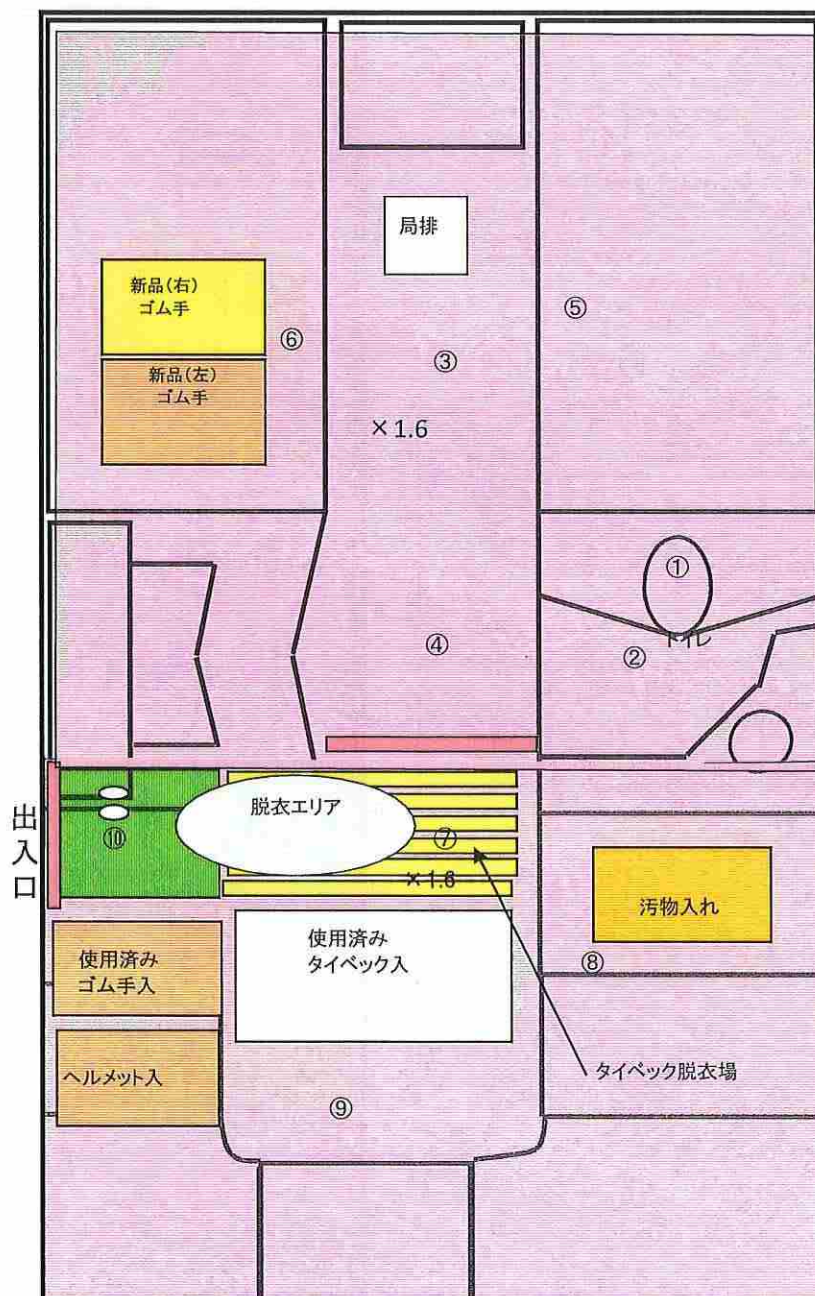 局排
新品(右)
ゴム手
⑥
新品(左)
ゴム手
⑤
③
×1.6
①
トイレ
②
④
出入口
脱衣エリア
⑩
⑦
×1.6
汚物入れ
使用済み
タイベック入
使用済み
ゴム手入
⑧
ヘルメット入
タイベック脱衣場
⑨